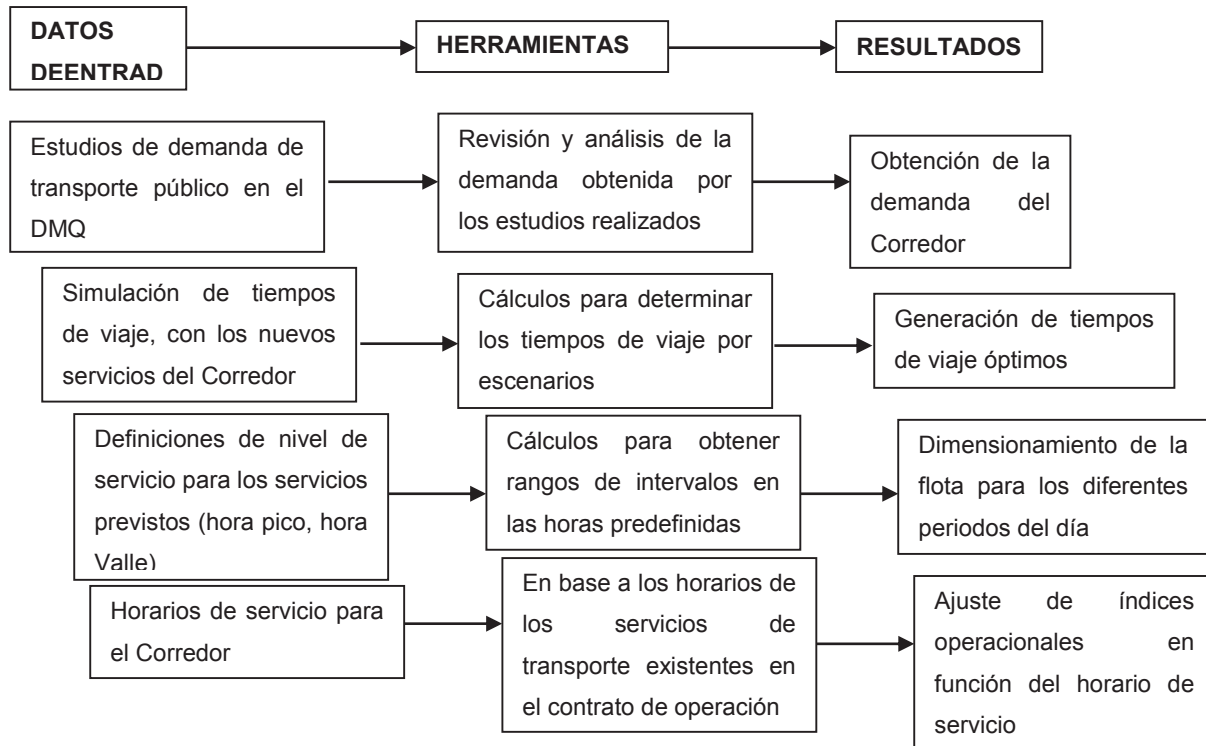 DATOS
DEENTRAD
HERRAMIENTAS
RESULTADOS
Estudios de demanda de
transporte público en el
DMQ
Revisión y análisis de la
demanda obtenida por
los estudios realizados
Obtención de la
demanda del
Corredor
Simulación de tiempos
de viaje, con los nuevos
servicios del Corredor
Cálculos para determinar
los tiempos de viaje por
escenarios
Generación de tiempos
de viaje óptimos
Definiciones de nivel de
servicio para los servicios
previstos (hora pico, hora
Valle)
Cálculos para obtener
rangos de intervalos en
las horas predefinidas
Dimensionamiento de la
flota para los diferentes
periodos del día
Horarios de servicio para
el Corredor
En base a los horarios de
los servicios de
transporte existentes en
el contrato de operación
Ajuste de índices
operacionales en
función del horario de
servicio